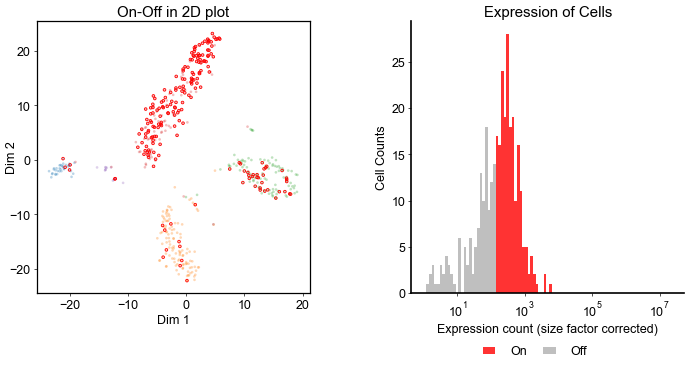 On-Off in 2D plot
Dim 2
20
10
0
−10
−20
−20 −10 0 10 20
Dim 1
Expression of Cells
Cell Counts
25
20
15
10
5
0
10^1 10^3 10^5 10^7
Expression count (size factor corrected)
On Off